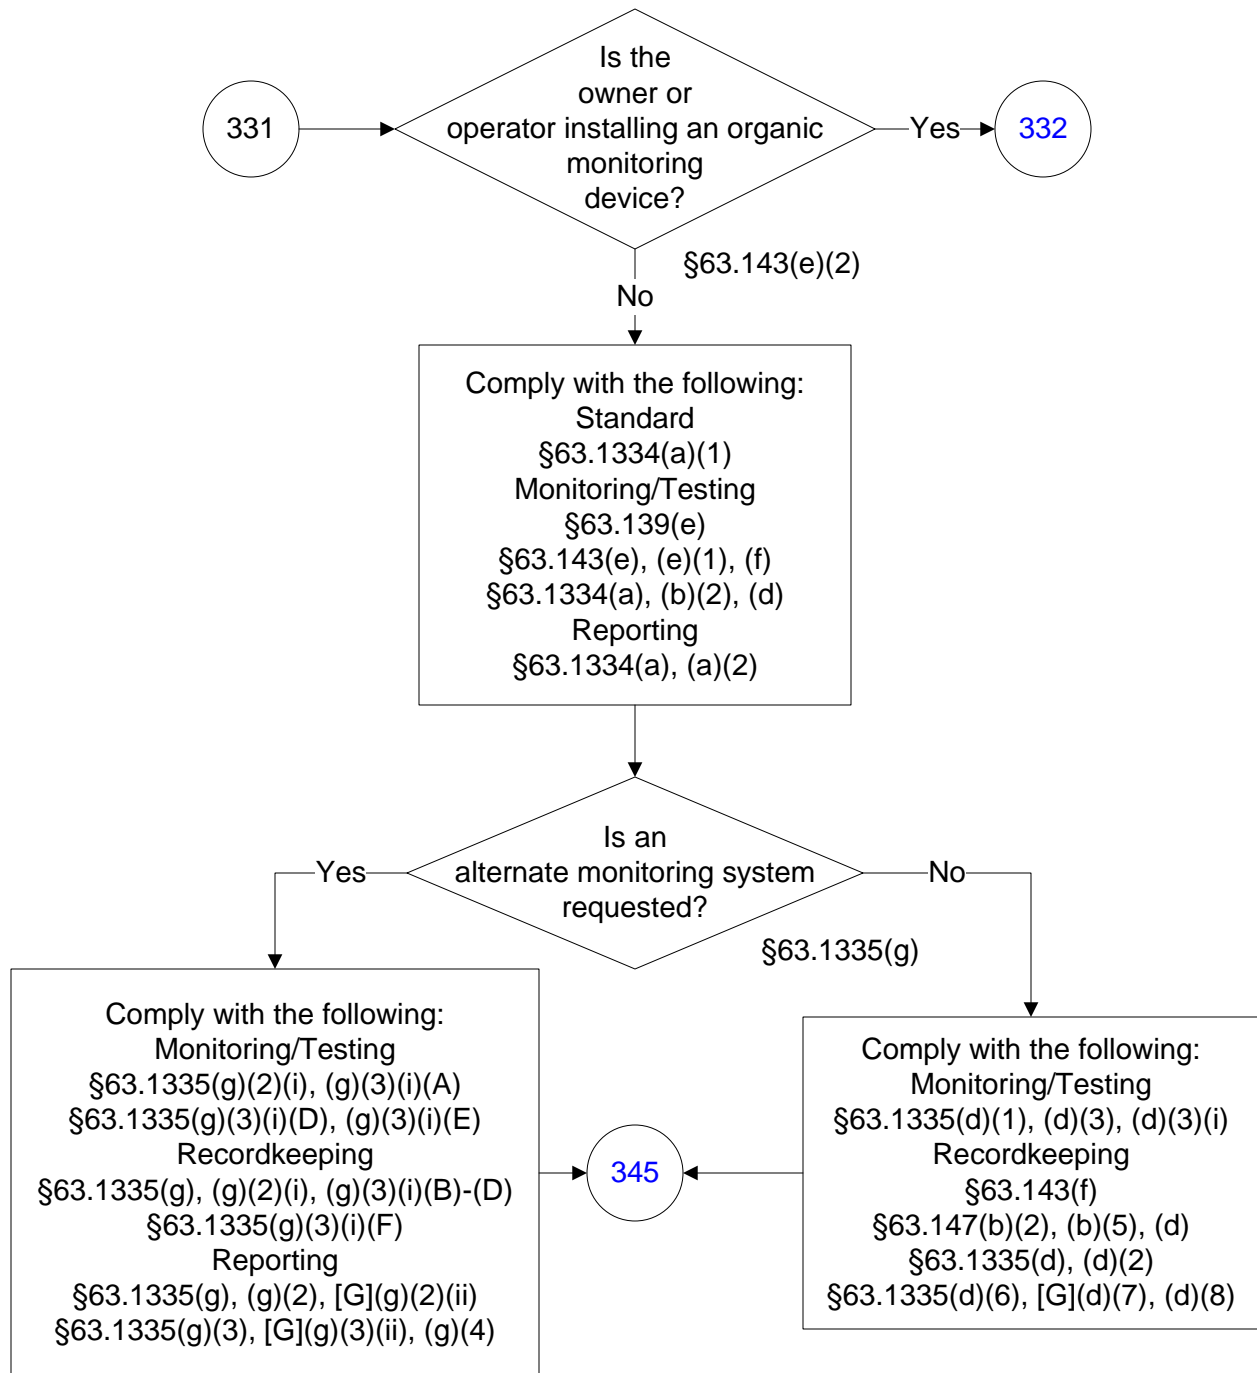 Is the
owner or
operator installing an organic
monitoring
device?
331
Yes
332
§63.143(e)(2)
No
Comply with the following:
Standard
§63.1334(a)(1)
Monitoring/Testing
§63.139(e)
§63.143(e), (e)(1), (f)
§63.1334(a), (b)(2), (d)
Reporting
§63.1334(a), (a)(2)
Is an
alternate monitoring system
requested?
Yes
No
§63.1335(g)
Comply with the following:
Monitoring/Testing
§63.1335(g)(2)(i), (g)(3)(i)(A)
§63.1335(g)(3)(i)(D), (g)(3)(i)(E)
Recordkeeping
§63.1335(g), (g)(2)(i), (g)(3)(i)(B)-(D)
§63.1335(g)(3)(i)(F)
Reporting
§63.1335(g), (g)(2), [G](g)(2)(ii)
§63.1335(g)(3), [G](g)(3)(ii), (g)(4)
345
Comply with the following:
Monitoring/Testing
§63.1335(d)(1), (d)(3), (d)(3)(i)
Recordkeeping
§63.143(f)
§63.147(b)(2), (b)(5), (d)
§63.1335(d), (d)(2)
§63.1335(d)(6), [G](d)(7), (d)(8)